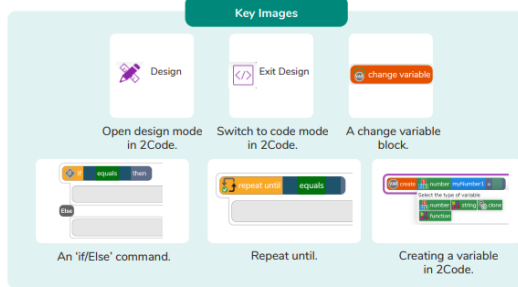 Key Images
Design
Exit Design
change variable
Open design mode
in 2Code.
Switch to code mode
in 2Code.
A change variable
block.
if equals then
Else
repeat until equals
create number myNumber1 =
Select the type of variable
number string clone
function
An 'if/Else' command.
Repeat until.
Creating a variable
in 2Code.